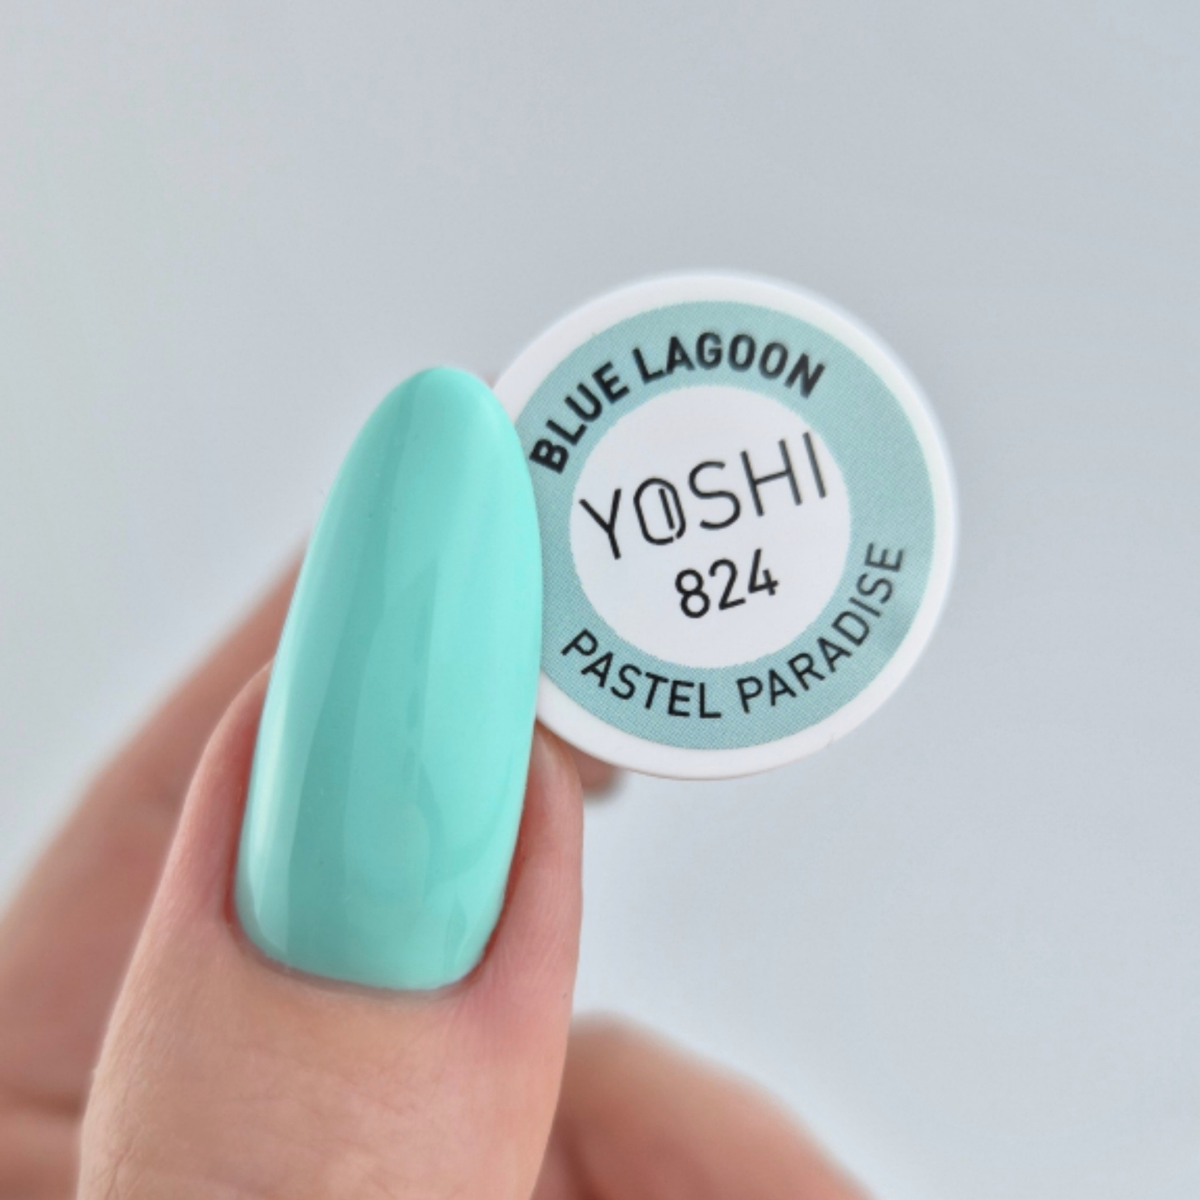 BLUE LAGOON
YOSHI
824
PASTEL PARADISE